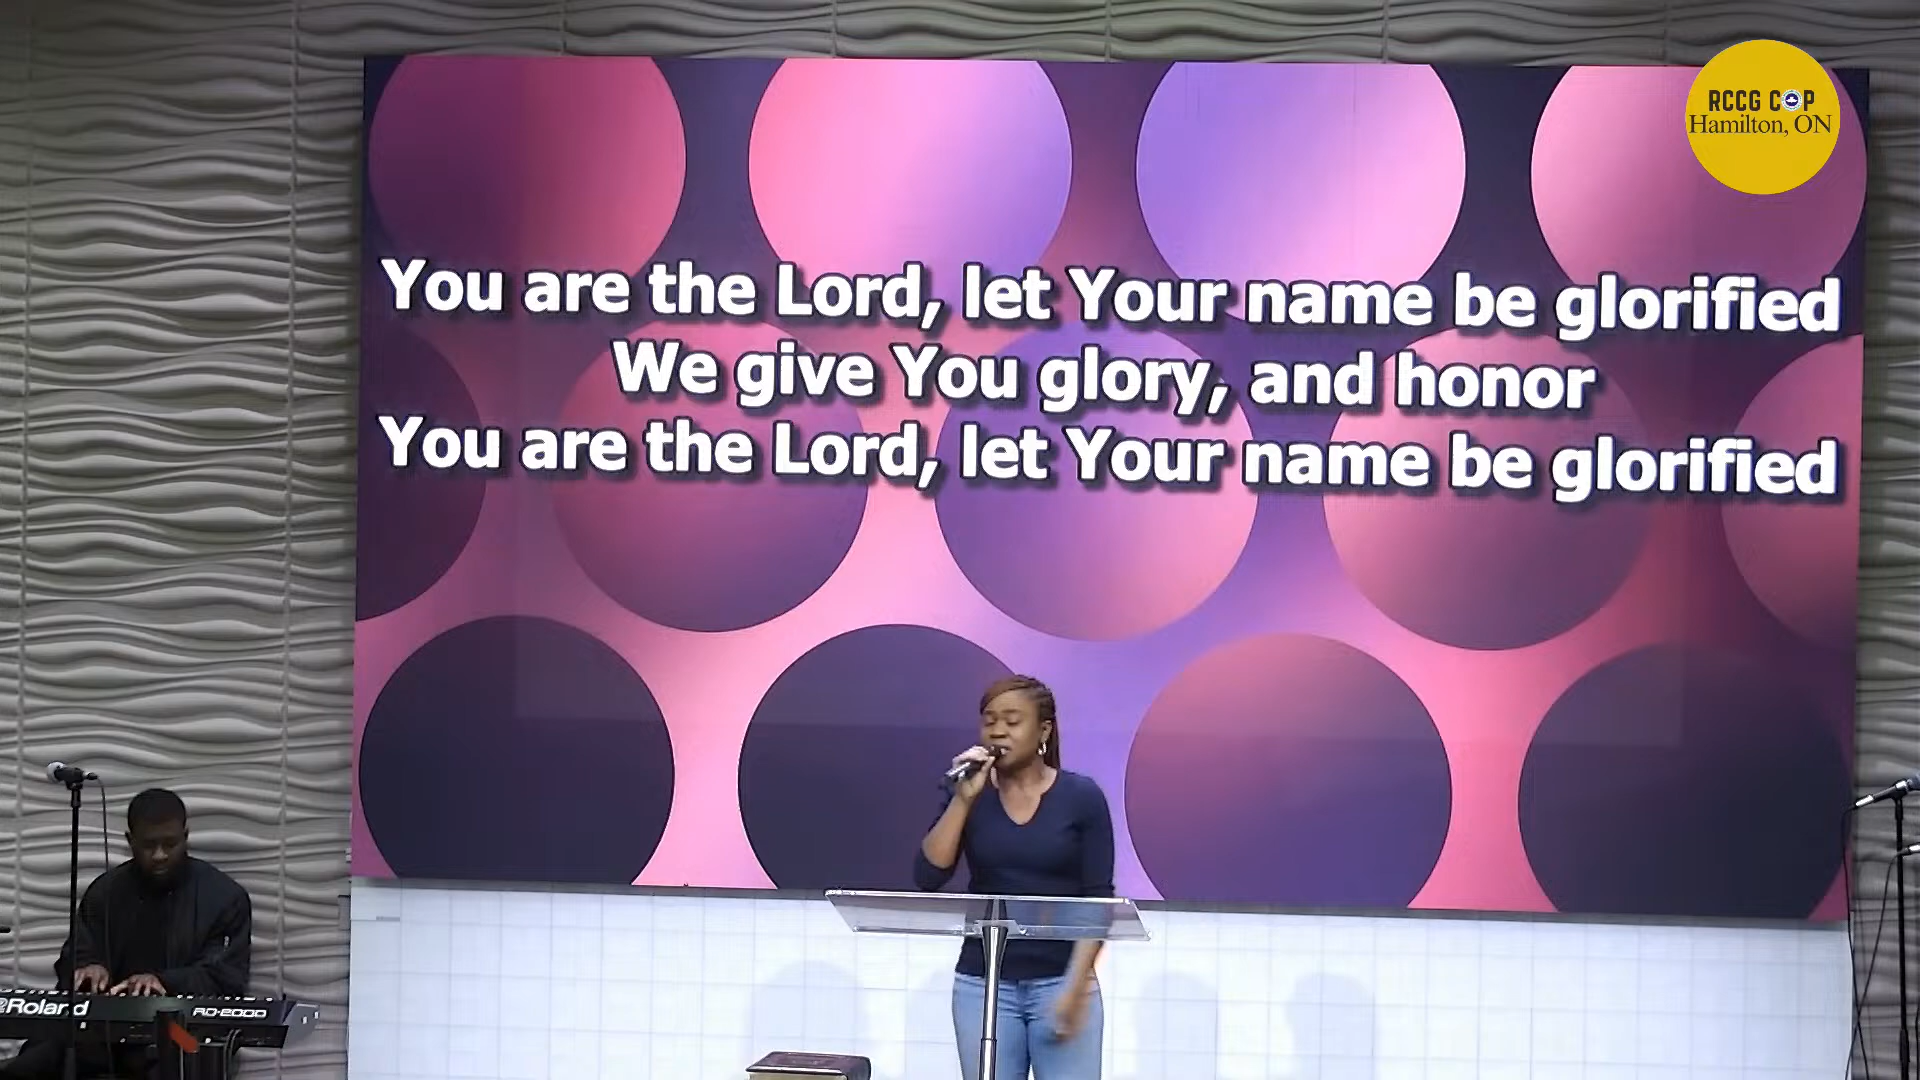 RCCG COP
Hamilton, ON
You are the Lord, let Your name be glorified
We give You glory, and honor
You are the Lord, let Your name be glorified
Roland
RD-2000